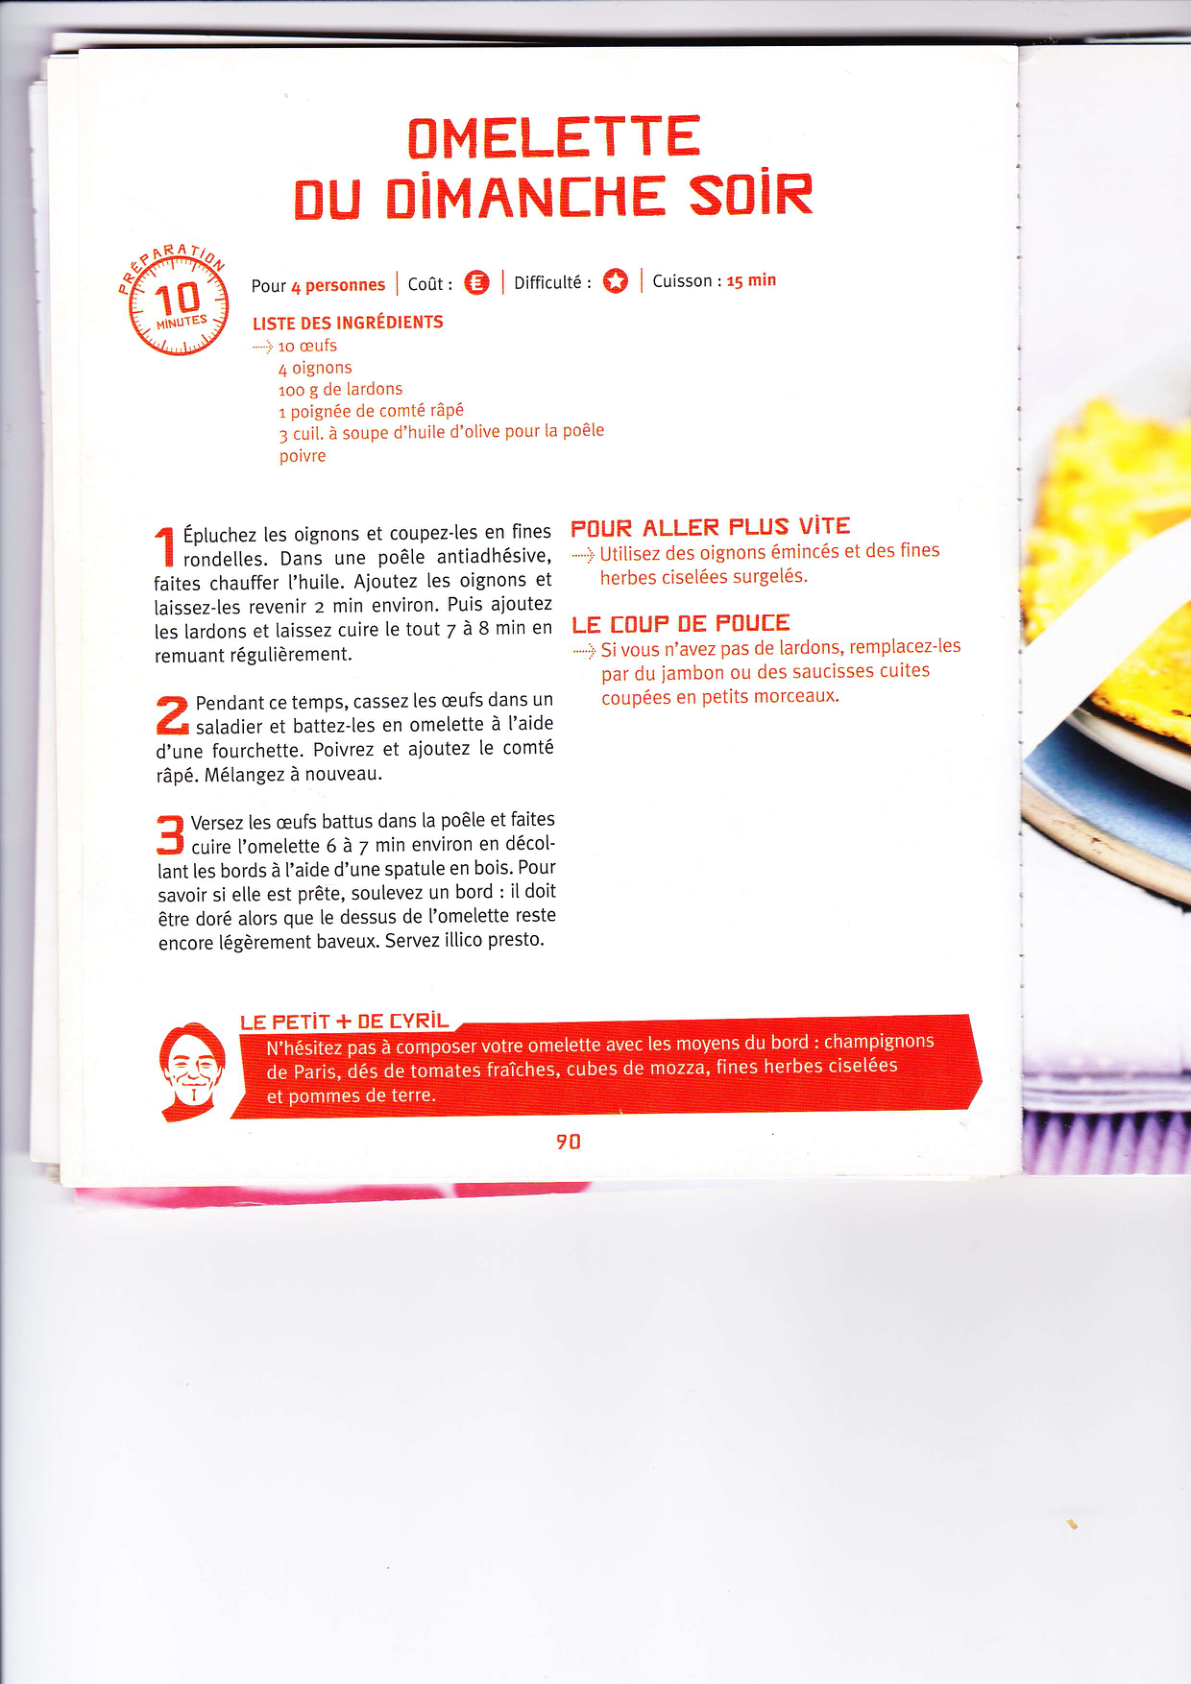 OMELETTE
DU DIMANCHE SOIR
PRÉPARATION
10
MINUTES
Pour 4 personnes | Coût : € | Difficulté : | Cuisson : 15 min
LISTE DES INGRÉDIENTS
10 œufs
4 oignons
100 g de lardons
1 poignée de comté râpé
3 cuil. à soupe d'huile d'olive pour la poêle
poivre
1 Épluchez les oignons et coupez-les en fines
rondelles. Dans une poêle antiadhésive,
faites chauffer l'huile. Ajoutez les oignons et
laissez-les revenir 2 min environ. Puis ajoutez
les lardons et laissez cuire le tout 7 à 8 min en
remuant régulièrement.
2 Pendant ce temps, cassez les œufs dans un
saladier et battez-les en omelette à l'aide
d'une fourchette. Poivrez et ajoutez le comté
râpé. Mélangez à nouveau.
3 Versez les œufs battus dans la poêle et faites
cuire l'omelette 6 à 7 min environ en décol-
lant les bords à l'aide d'une spatule en bois. Pour
savoir si elle est prête, soulevez un bord : il doit
être doré alors que le dessus de l'omelette reste
encore légèrement baveux. Servez illico presto.
POUR ALLER PLUS VITE
Utilisez des oignons émincés et des fines
herbes ciselées surgelés.
LE COUP DE POUCE
Si vous n'avez pas de lardons, remplacez-les
par du jambon ou des saucisses cuites
coupées en petits morceaux.
LE PETIT + DE CYRIL
N'hésitez pas à composer votre omelette avec les moyens du bord : champignons
de Paris, dés de tomates fraîches, cubes de mozza, fines herbes ciselées
et pommes de terre.
90